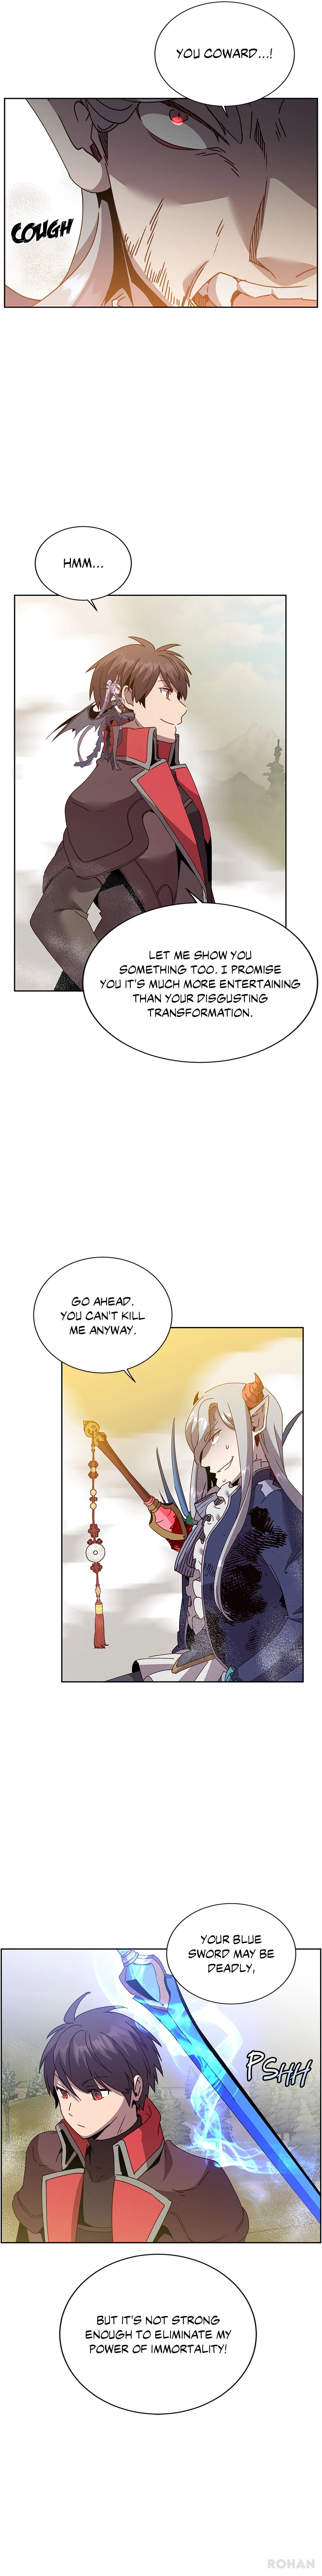 YOU COWARD...!
COUGH
HMM...
LET ME SHOW YOU
SOMETHING TOO. I PROMISE
YOU IT'S MUCH MORE ENTERTAINING
THAN YOUR DISGUSTING
TRANSFORMATION.
GO AHEAD.
YOU CAN'T KILL
ME ANYWAY.
YOUR BLUE
SWORD MAY BE
DEADLY,
PSHH
BUT IT'S NOT STRONG
ENOUGH TO ELIMINATE MY
POWER OF IMMORTALITY!
ROHAN